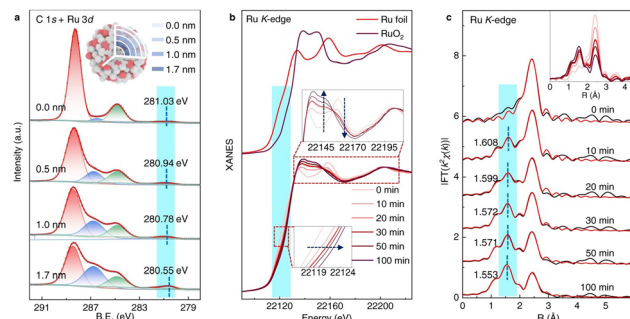 a
C 1s + Ru 3d
0.0 nm
0.5 nm
1.0 nm
1.7 nm
0.0 nm
281.03 eV
0.5 nm
280.94 eV
1.0 nm
280.78 eV
1.7 nm
280.55 eV
Intensity (a.u.)
291 287 283 279
B.E. (eV)
b
Ru K-edge
Ru foil
RuO2
22145 22170 22195
0 min
10 min
20 min
30 min
50 min
100 min
22119 22124
XANES
22120 22160 22200
Energy (eV)
c
Ru K-edge
0 1 2 3 4
R (Å)
0 min
1.608
10 min
1.599
20 min
1.572
30 min
1.571
50 min
1.553
100 min
|FT(k²χ(k)|
8
6
4
2
0
0 1 2 3 4 5
R (Å)